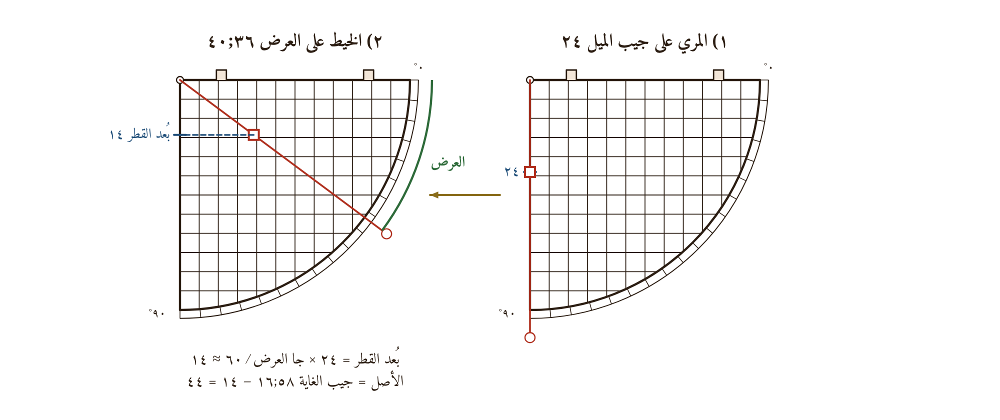 ١) المري على جيب الميل ٢٤
°٠
٢٤
°٩٠
٢) الخيط على العرض ٣٦;٤٠
°٠
بُعد القطر ١٤
العرض
°٩٠
بُعد القطر = ٢٤ × جا العرض / ٦٠ ≈ ١٤
الأصل = جيب الغاية ٥٨;١٦ − ١٤ = ٤٤